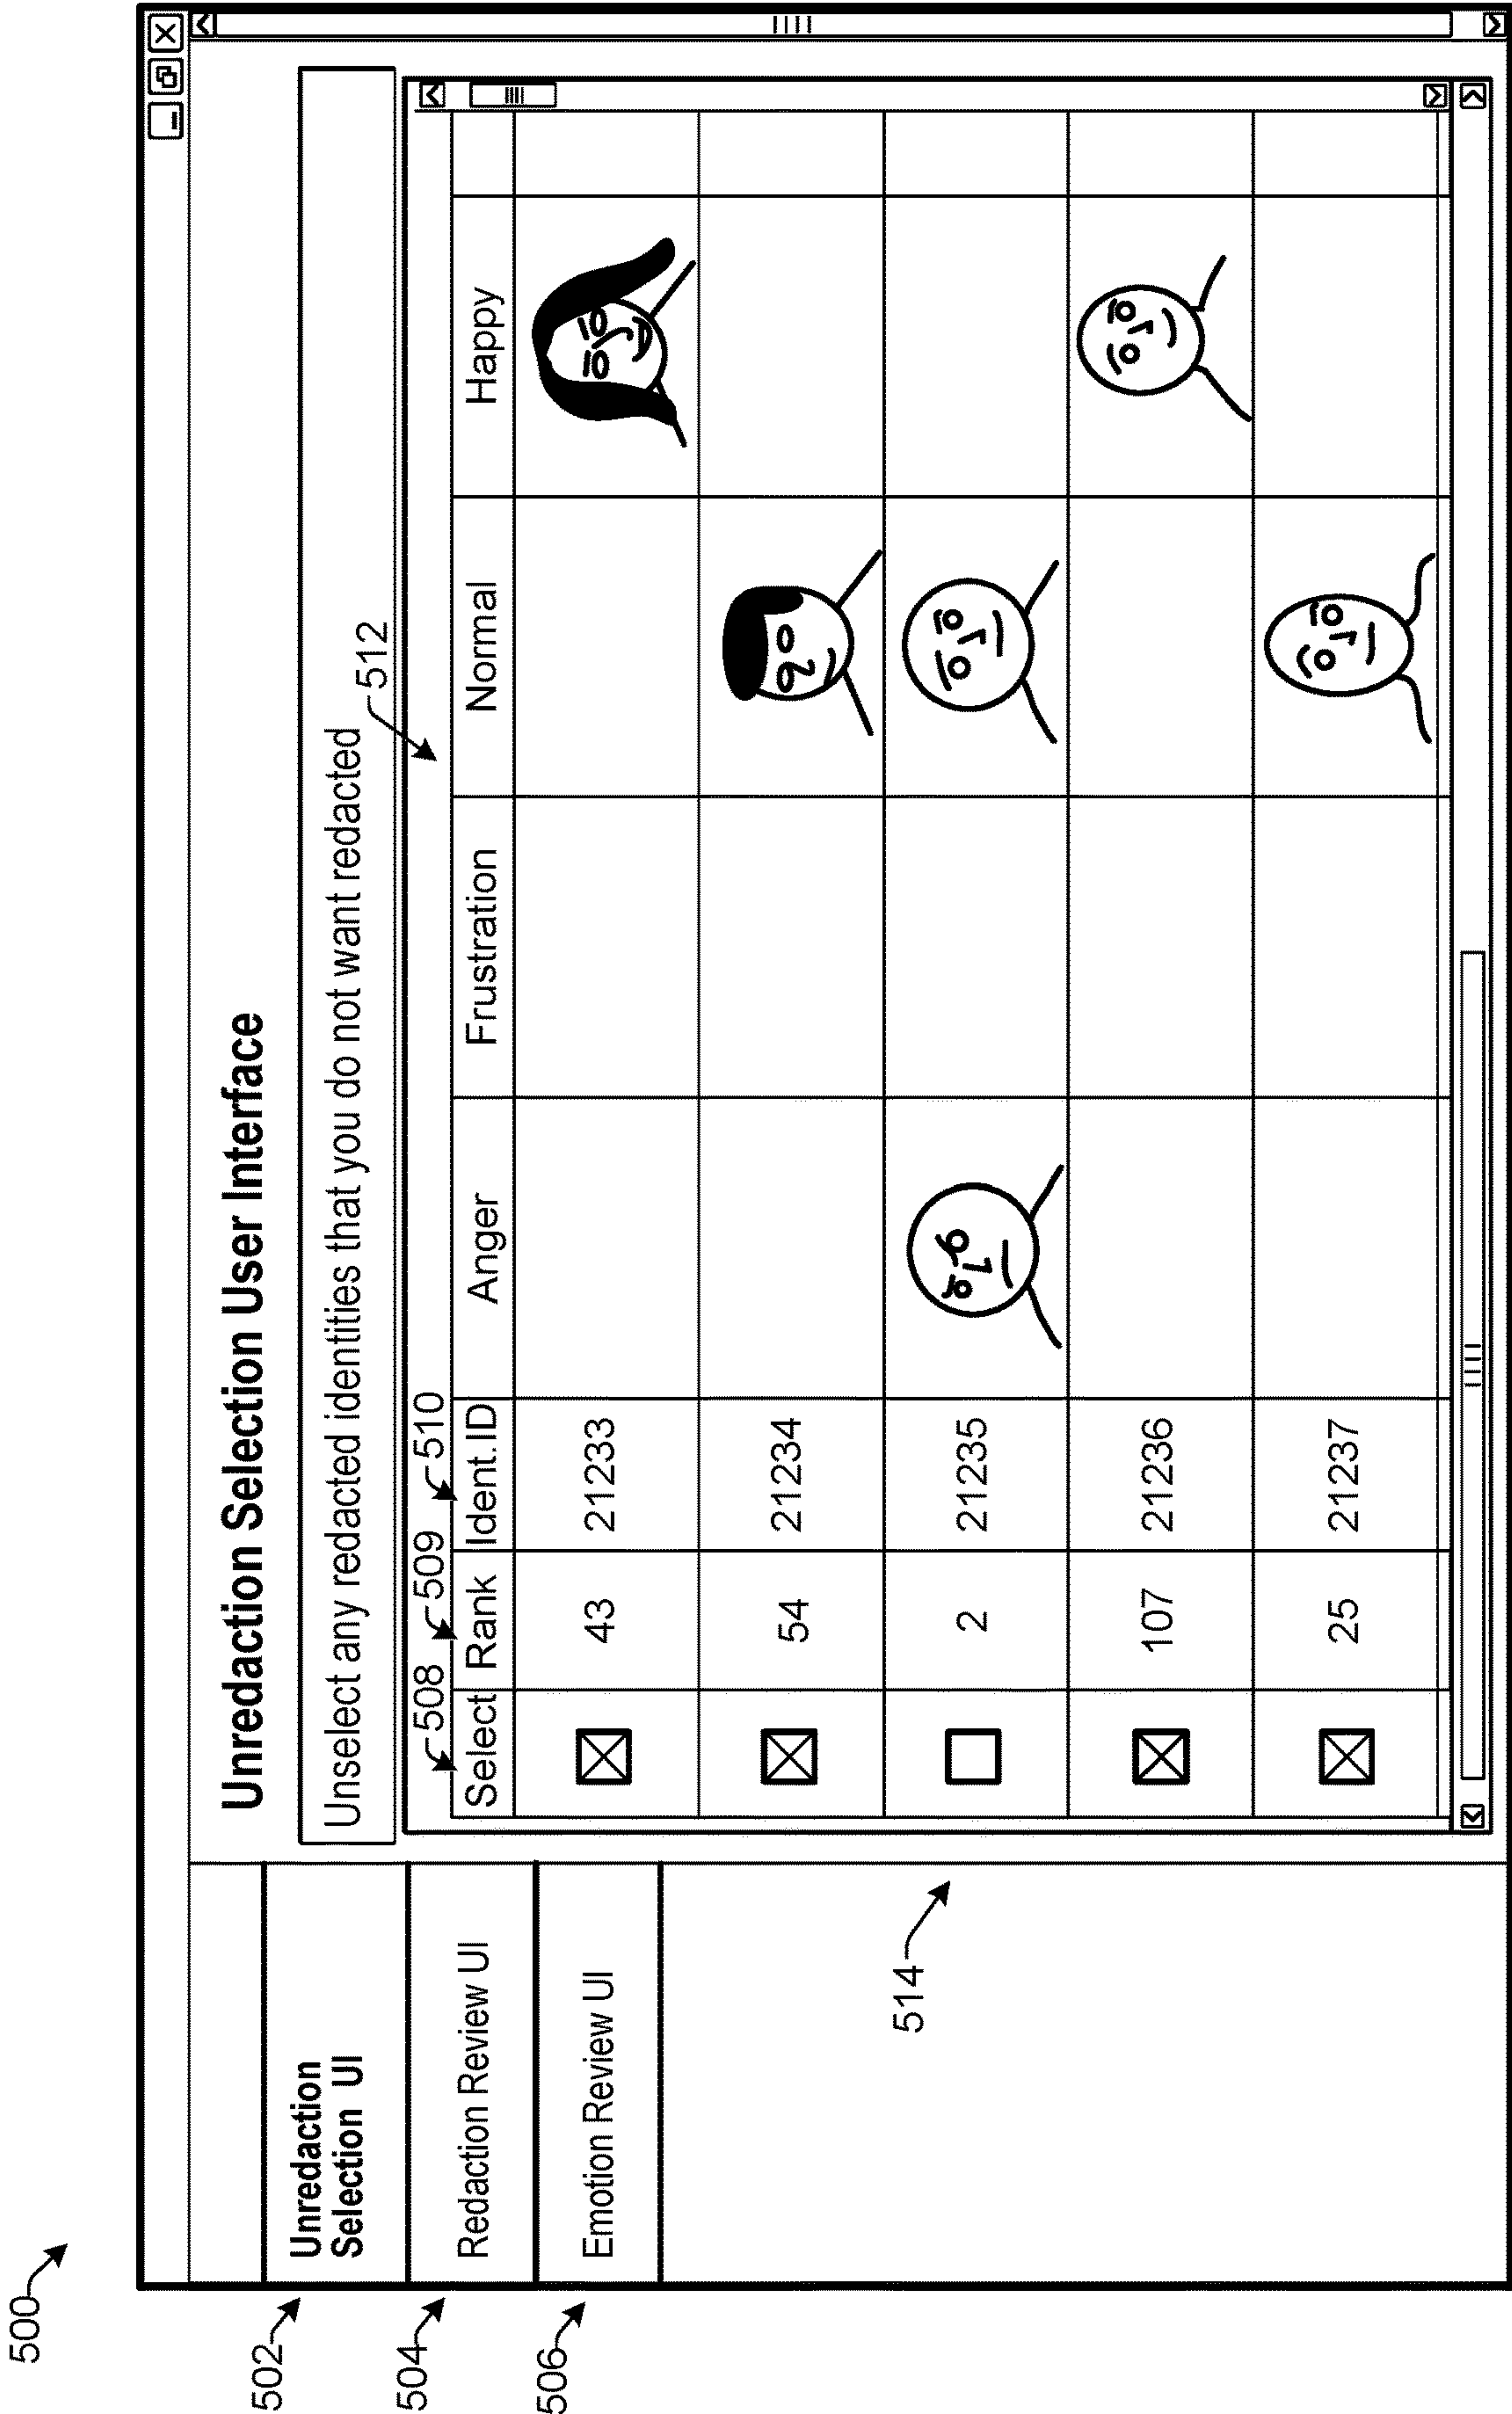 500
Unredaction Selection User Interface
502
Unredaction
Selection UI
Unselect any redacted identities that you do not want redacted
512
504
Redaction Review UI
508 509 510
Select Rank Ident.ID Anger Frustration Normal Happy
506
Emotion Review UI
43 21233
54 21234
514
2 21235
107 21236
25 21237